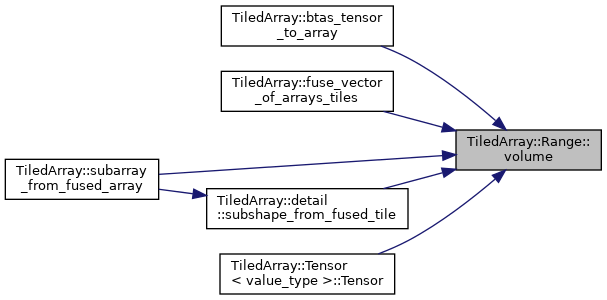 TiledArray::btas_tensor
_to_array
TiledArray::fuse_vector
_of_arrays_tiles
TiledArray::Range::
volume
TiledArray::subarray
_from_fused_array
TiledArray::detail
::subshape_from_fused_tile
TiledArray::Tensor
< value_type >::Tensor